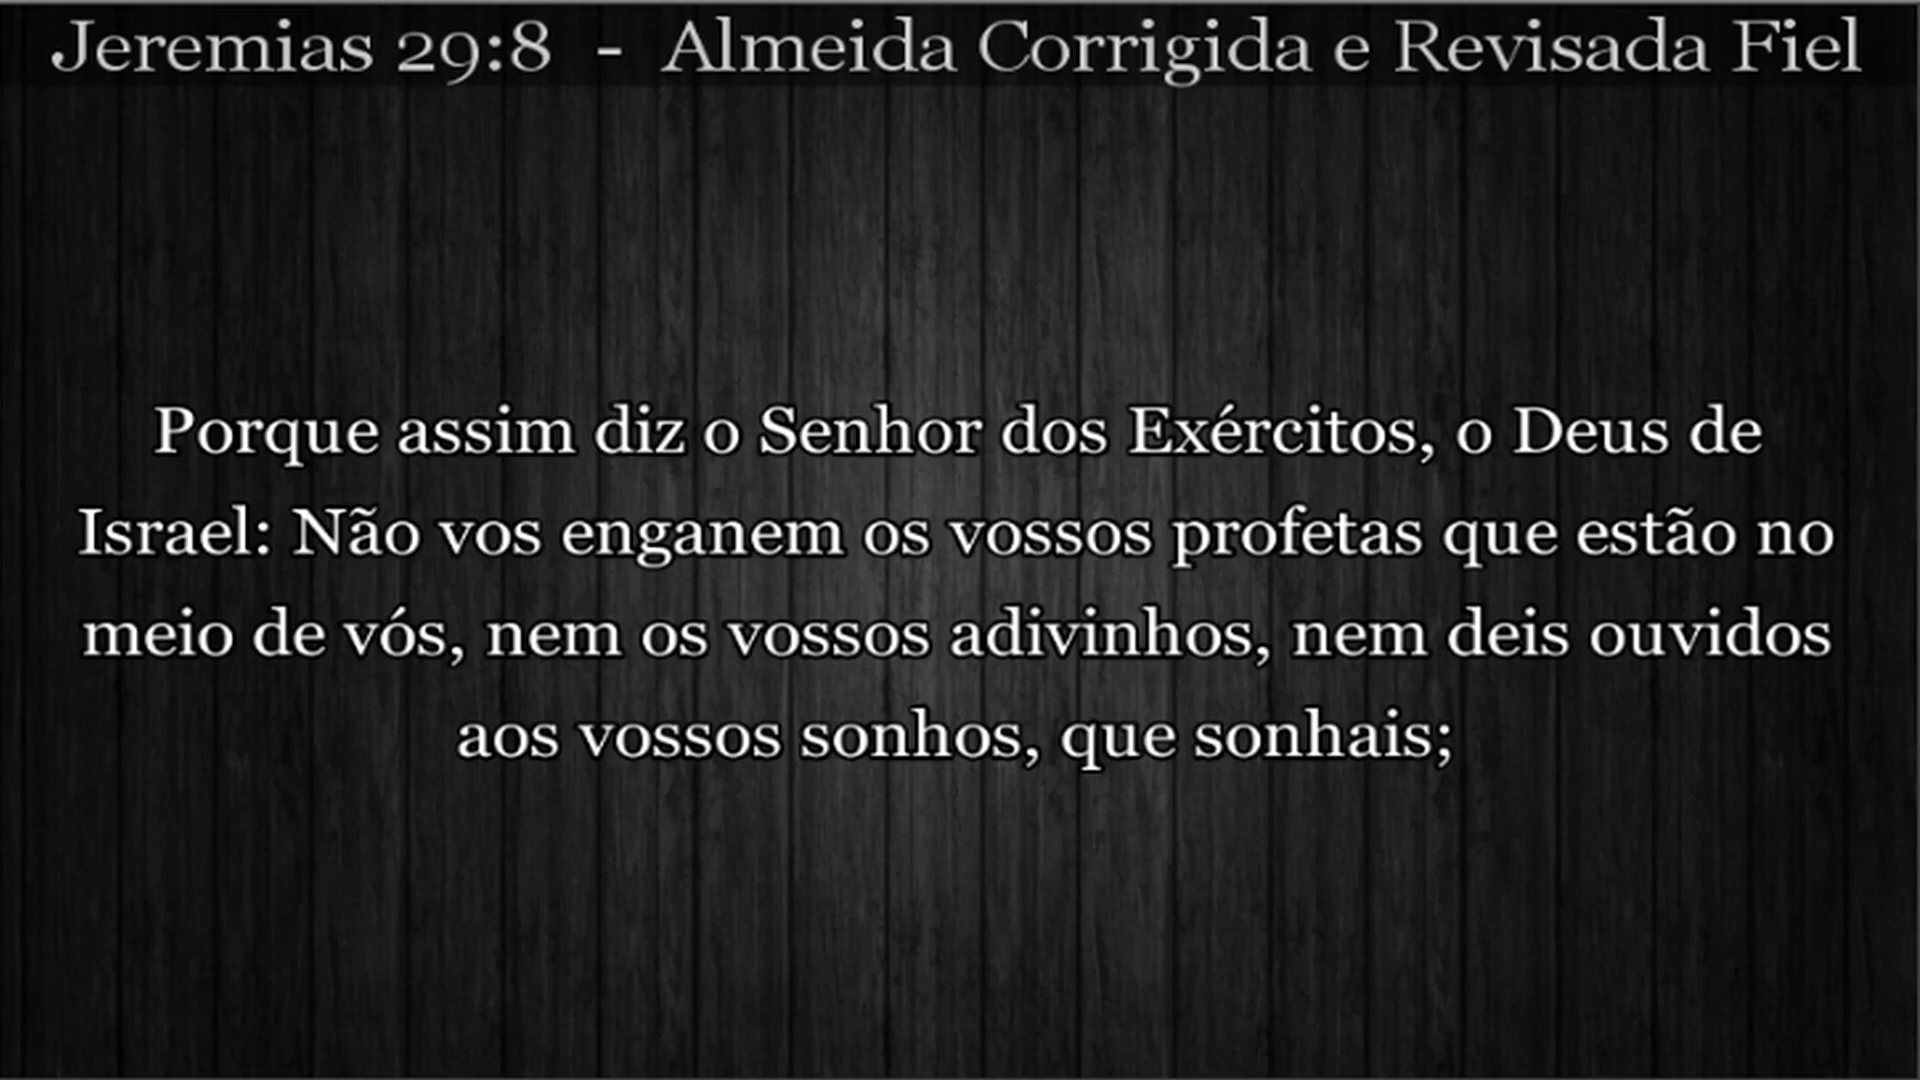 Jeremias 29:8 - Almeida Corrigida e Revisada Fiel
Porque assim diz o Senhor dos Exércitos, o Deus de
Israel: Não vos enganem os vossos profetas que estão no
meio de vós, nem os vossos adivinhos, nem deis ouvidos
aos vossos sonhos, que sonhais;